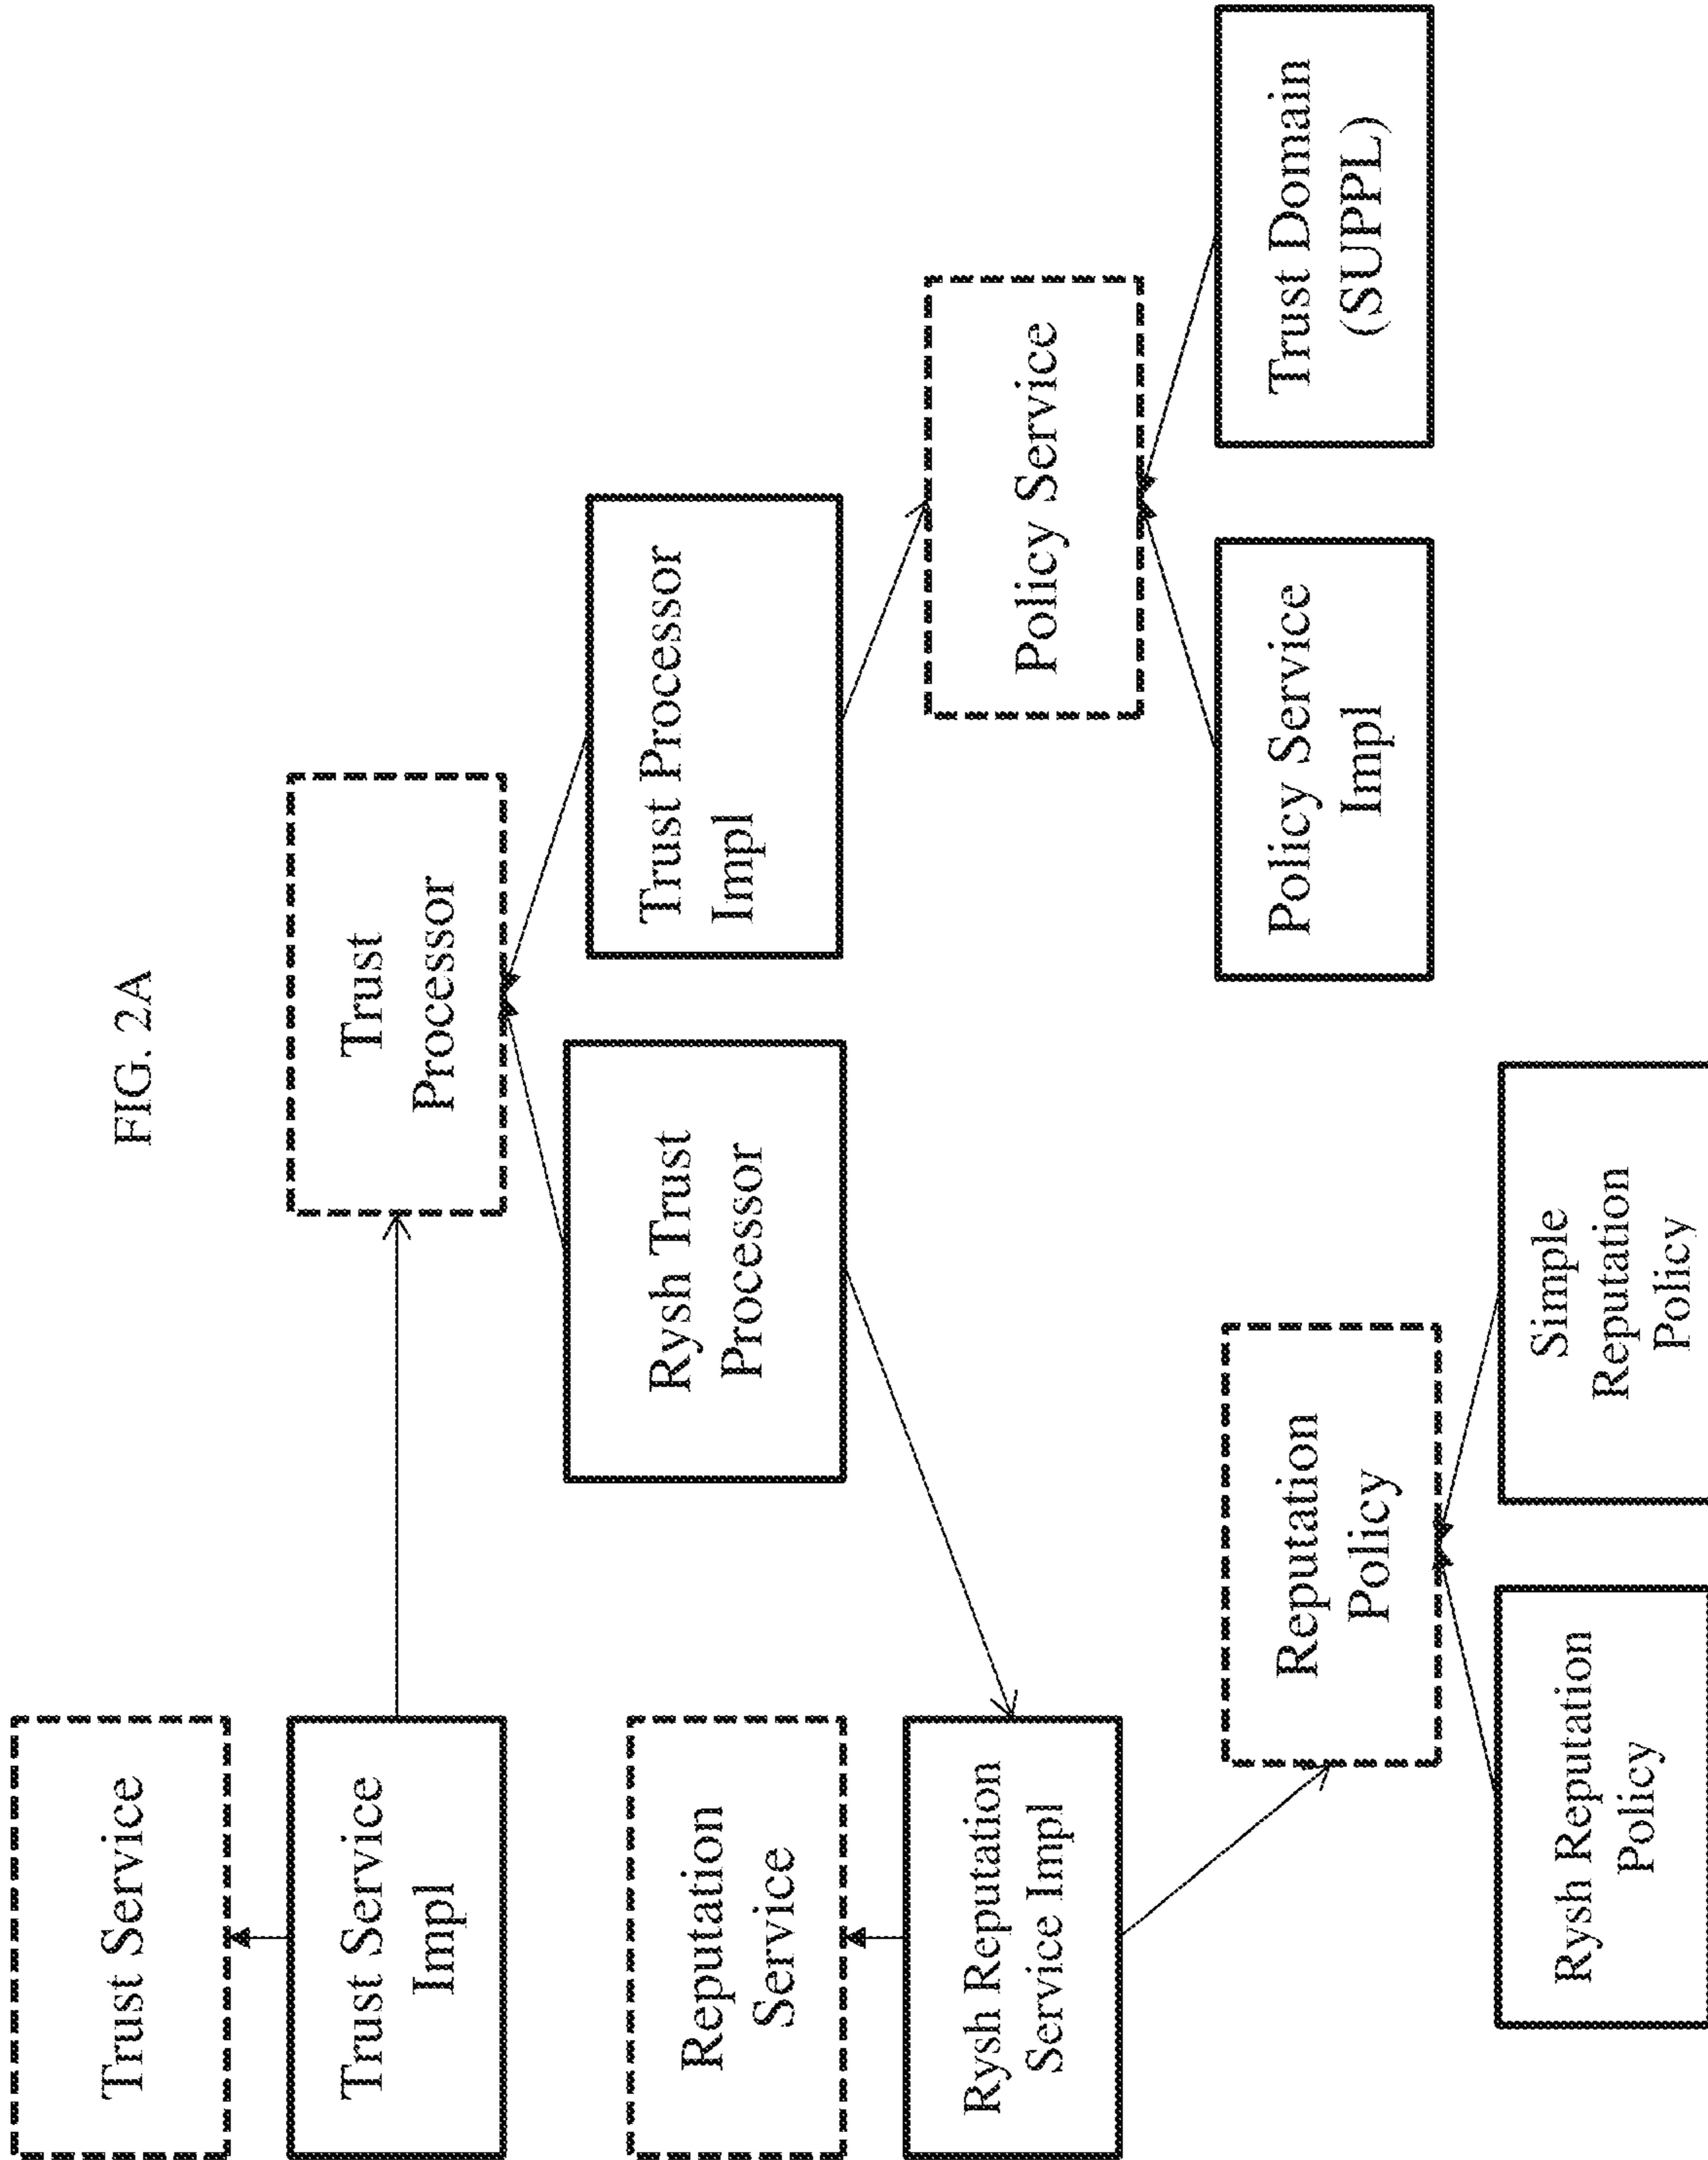 FIG. 2A
Trust Service
Trust Service
Impl
Trust
Processor
Reputation
Service
Rysh Trust
Processor
Trust Processor
Impl
Rysh Reputation
Service Impl
Policy Service
Reputation
Policy
Policy Service
Impl
Trust Domain
(SUPPL)
Rysh Reputation
Policy
Simple
Reputation
Policy